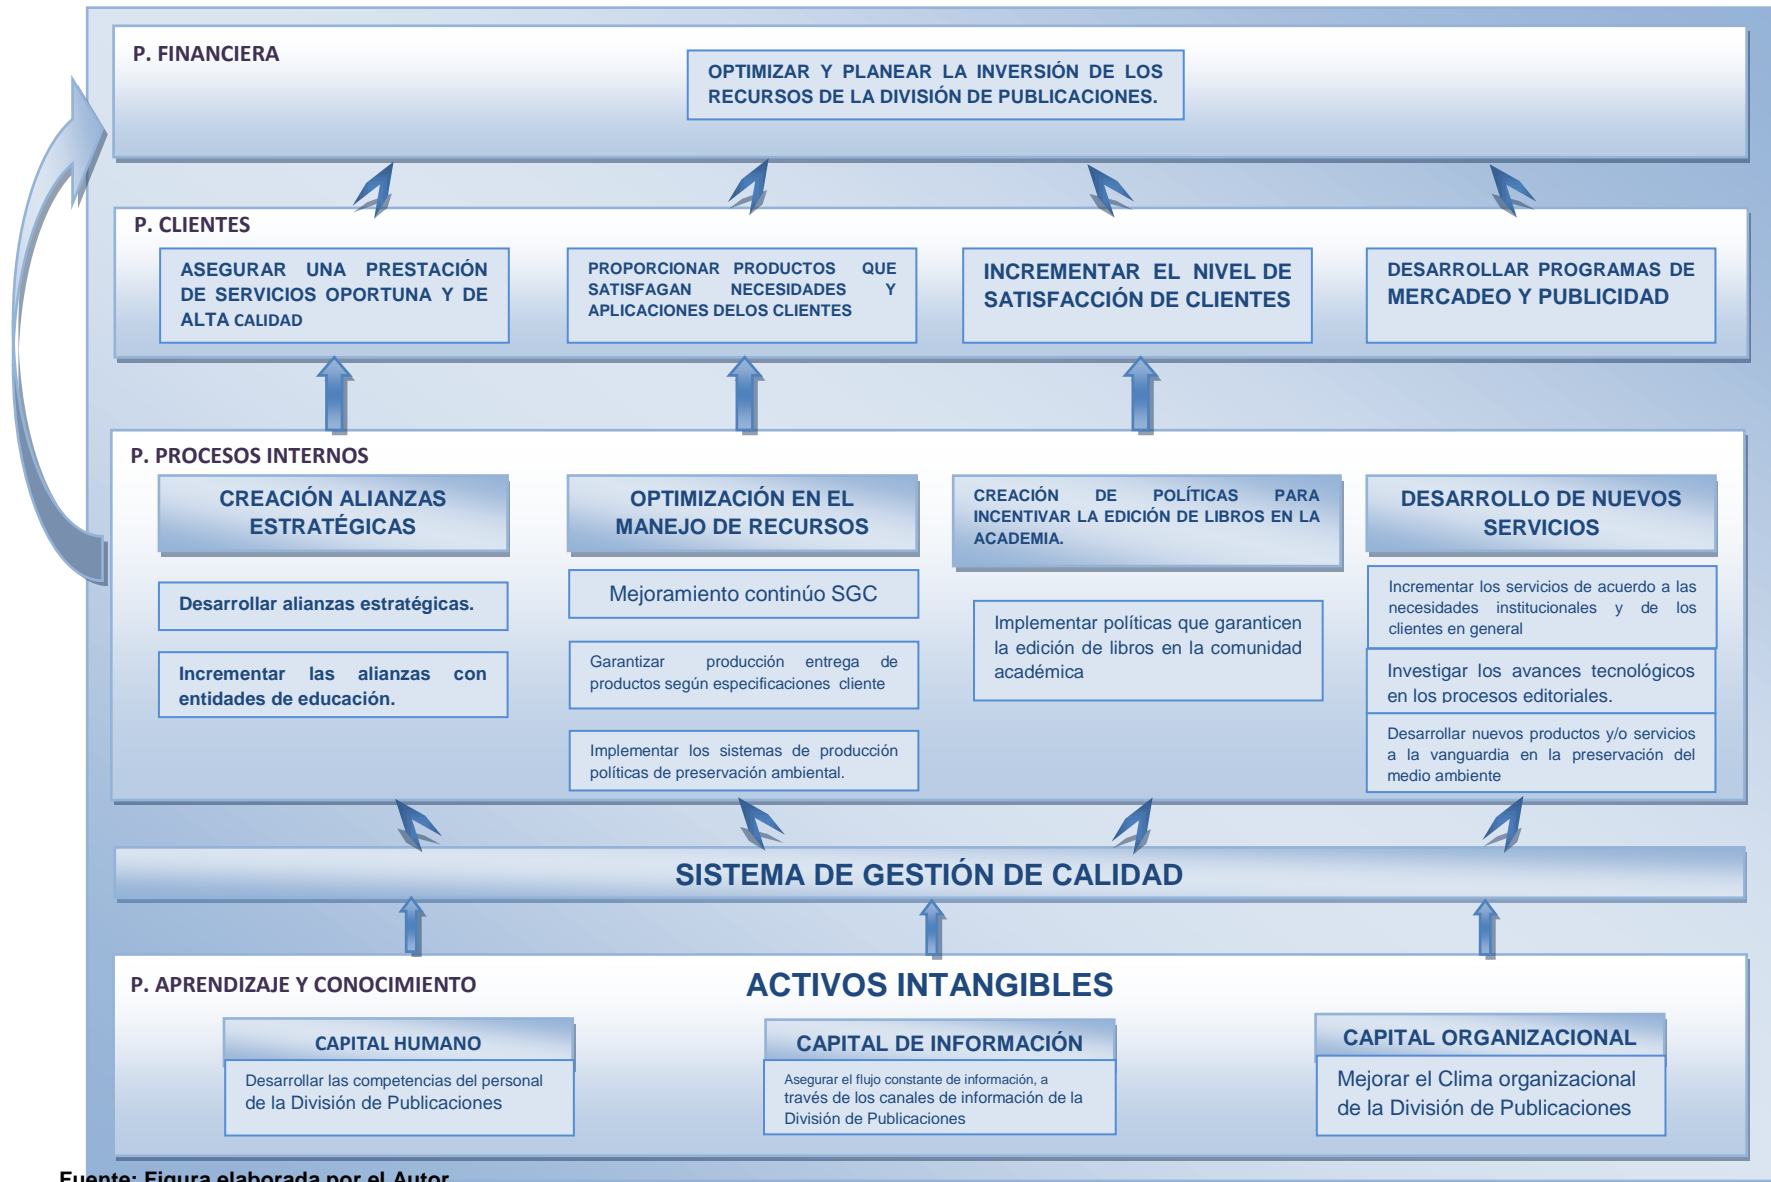 P. FINANCIERA
OPTIMIZAR Y PLANEAR LA INVERSIÓN DE LOS
RECURSOS DE LA DIVISIÓN DE PUBLICACIONES.
P. CLIENTES
ASEGURAR UNA PRESTACIÓN
DE SERVICIOS OPORTUNA Y DE
ALTA CALIDAD
PROPORCIONAR PRODUCTOS QUE
SATISFAGAN NECESIDADES Y
APLICACIONES DELOS CLIENTES
INCREMENTAR EL NIVEL DE
SATISFACCIÓN DE CLIENTES
DESARROLLAR PROGRAMAS DE
MERCADEO Y PUBLICIDAD
P. PROCESOS INTERNOS
CREACIÓN ALIANZAS
ESTRATÉGICAS
Desarrollar alianzas estratégicas.
Incrementar las alianzas con
entidades de educación.
OPTIMIZACIÓN EN EL
MANEJO DE RECURSOS
Mejoramiento continúo SGC
Garantizar producción entrega de
productos según especificaciones cliente
Implementar los sistemas de producción
políticas de preservación ambiental.
CREACIÓN DE POLÍTICAS PARA
INCENTIVAR LA EDICIÓN DE LIBROS EN LA
ACADEMIA.
Implementar políticas que garanticen
la edición de libros en la comunidad
académica
DESARROLLO DE NUEVOS
SERVICIOS
Incrementar los servicios de acuerdo a las
necesidades institucionales y de los
clientes en general
Investigar los avances tecnológicos
en los procesos editoriales.
Desarrollar nuevos productos y/o servicios
a la vanguardia en la preservación del
medio ambiente
SISTEMA DE GESTIÓN DE CALIDAD
P. APRENDIZAJE Y CONOCIMIENTO
ACTIVOS INTANGIBLES
CAPITAL HUMANO
Desarrollar las competencias del personal
de la División de Publicaciones
CAPITAL DE INFORMACIÓN
Asegurar el flujo constante de información, a
través de los canales de información de la
División de Publicaciones
CAPITAL ORGANIZACIONAL
Mejorar el Clima organizacional
de la División de Publicaciones
Fuente: Figura elaborada por el Autor